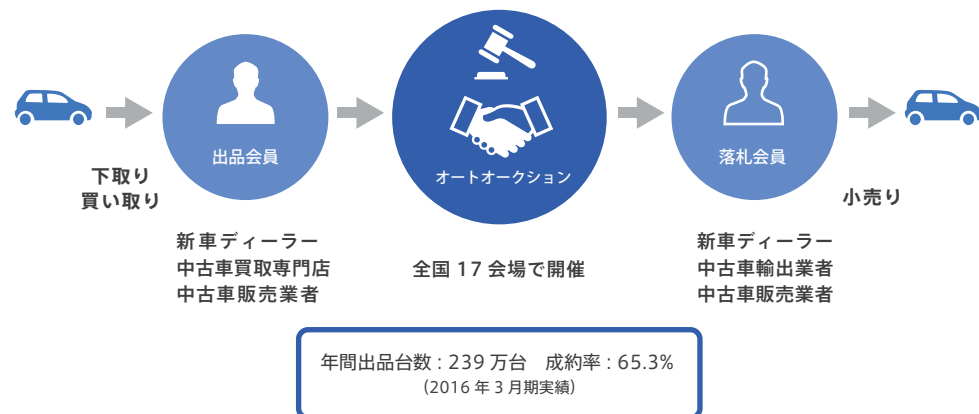 下取り
買い取り
出品会員
新車ディーラー
中古車買取専門店
中古車販売業者
オートオークション
全国 17 会場で開催
落札会員
新車ディーラー
中古車輸出業者
中古車販売業者
小売り
年間出品台数 : 239 万台　成約率 : 65.3%
（2016 年 3 月期実績）